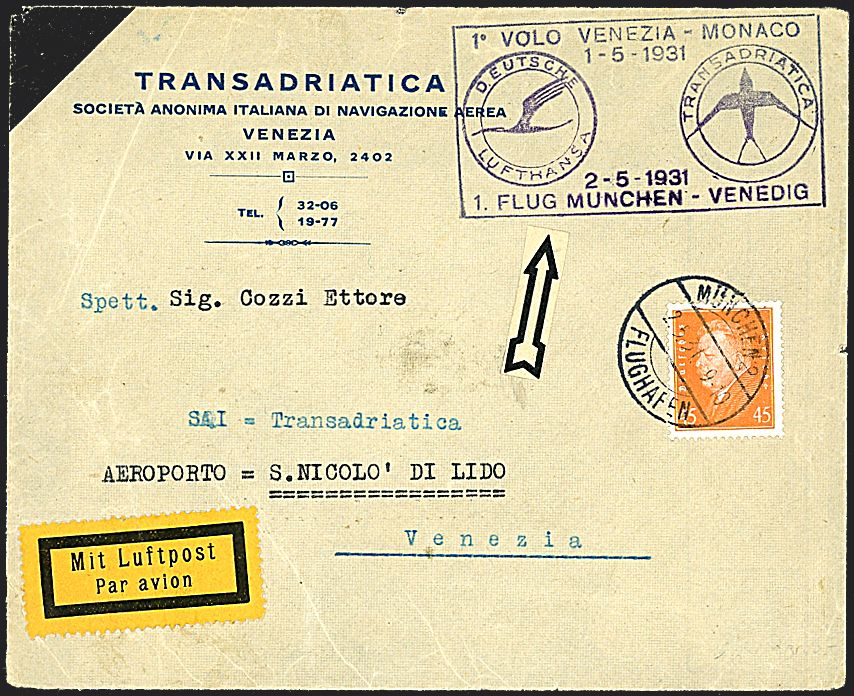 TRANSADRIATICA
SOCIETÀ ANONIMA ITALIANA DI NAVIGAZIONE AEREA
VENEZIA
VIA XXII MARZO, 2402
TEL. { 32-06
19-77
1° VOLO VENEZIA - MONACO
1-5-1931
DEUTSCHE
LUFTHANSA
TRANSADRIATICA
2-5-1931
1. FLUG MÜNCHEN - VENEDIG
Spett. Sig. Cozzi Ettore
MÜNCHEN 2
FLUGHAFEN
45 45
SAI = Transadriatica
AEROPORTO = S.NICOLO' DI LIDO
Venezia
Mit Luftpost
Par avion